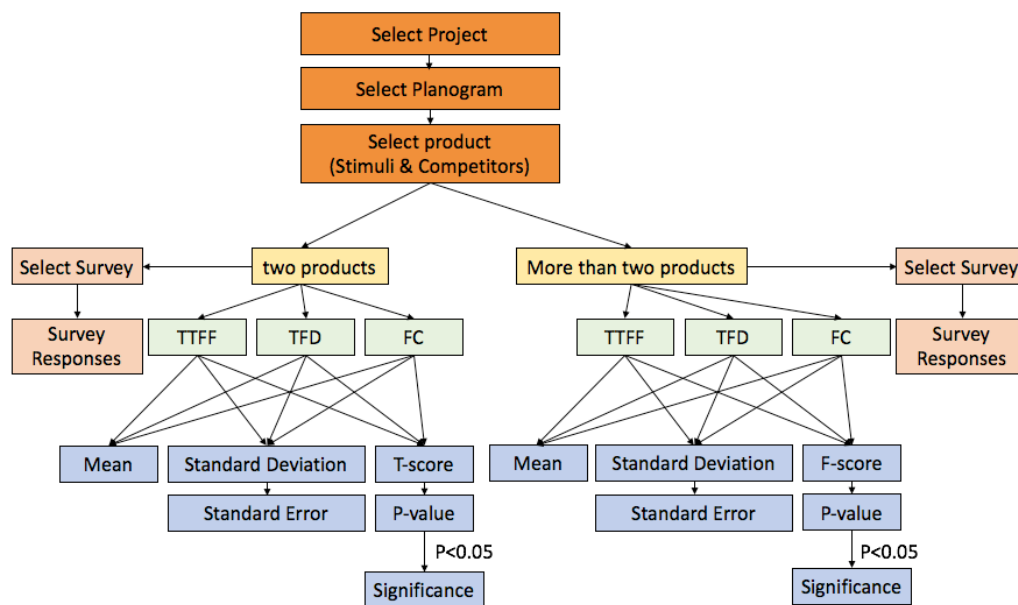 Select Project
Select Planogram
Select product
(Stimuli & Competitors)
Select Survey
two products
More than two products
Select Survey
Survey
Responses
TTFF
TFD
FC
TTFF
TFD
FC
Survey
Responses
Mean
Standard Deviation
T-score
Mean
Standard Deviation
F-score
Standard Error
P-value
Standard Error
P-value
P<0.05
P<0.05
Significance
Significance